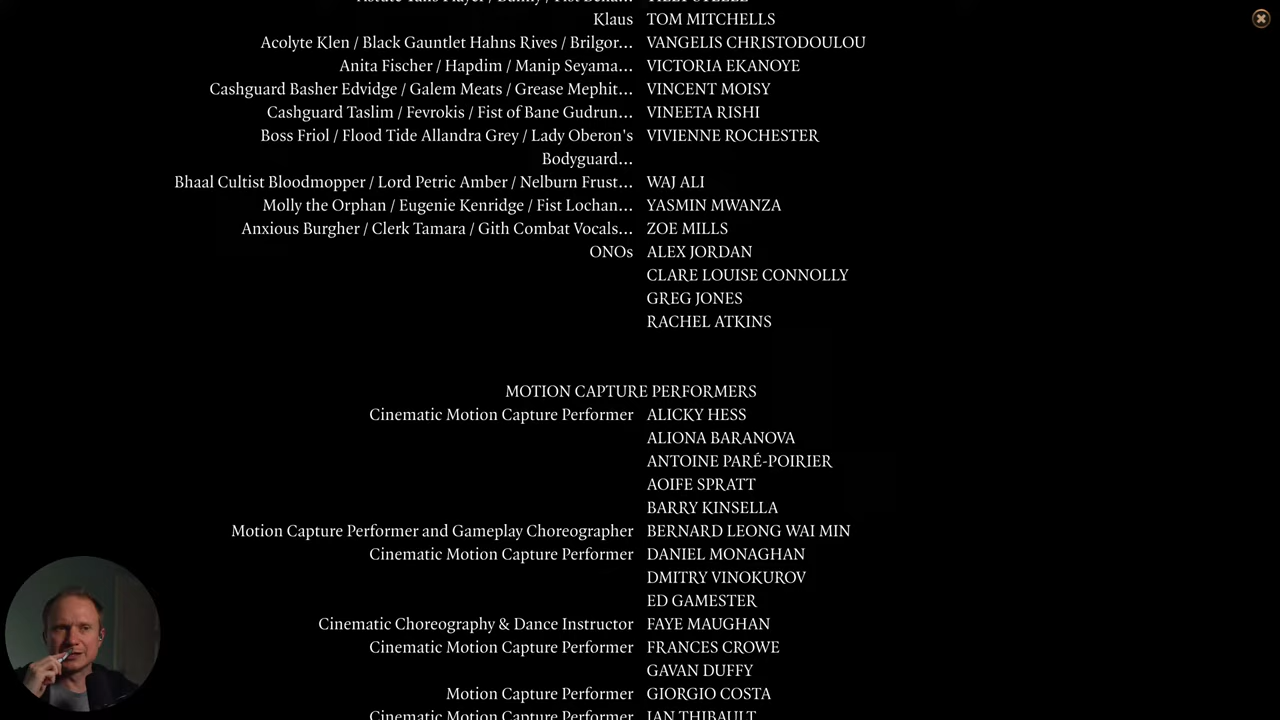 Klaus TOM MITCHELLS
Acolyte Klen / Black Gauntlet Hahns Rives / Brilgor... VANGELIS CHRISTODOULOU
Anita Fischer / Hapdim / Manip Seyama... VICTORIA EKANOYE
Cashguard Basher Edvidge / Galem Meats / Grease Mephit... VINCENT MOISY
Cashguard Taslim / Fevrokis / Fist of Bane Gudrun... VINEETA RISHI
Boss Friol / Flood Tide Allandra Grey / Lady Oberon's VIVIENNE ROCHESTER
Bodyguard...
Bhaal Cultist Bloodmopper / Lord Petric Amber / Nelburn Frust... WAJ ALI
Molly the Orphan / Eugenie Kenridge / Fist Lochan... YASMIN MWANZA
Anxious Burgher / Clerk Tamara / Gith Combat Vocals... ZOE MILLS
ONOs ALEX JORDAN
CLARE LOUISE CONNOLLY
GREG JONES
RACHEL ATKINS
MOTION CAPTURE PERFORMERS
Cinematic Motion Capture Performer ALICKY HESS
ALIONA BARANOVA
ANTOINE PARÉ-POIRIER
AOIFE SPRATT
BARRY KINSELLA
Motion Capture Performer and Gameplay Choreographer BERNARD LEONG WAI MIN
Cinematic Motion Capture Performer DANIEL MONAGHAN
DMITRY VINOKUROV
ED GAMESTER
Cinematic Choreography & Dance Instructor FAYE MAUGHAN
Cinematic Motion Capture Performer FRANCES CROWE
GAVAN DUFFY
Motion Capture Performer GIORGIO COSTA
Cinematic Motion Capture Performer IAN THIBAULT